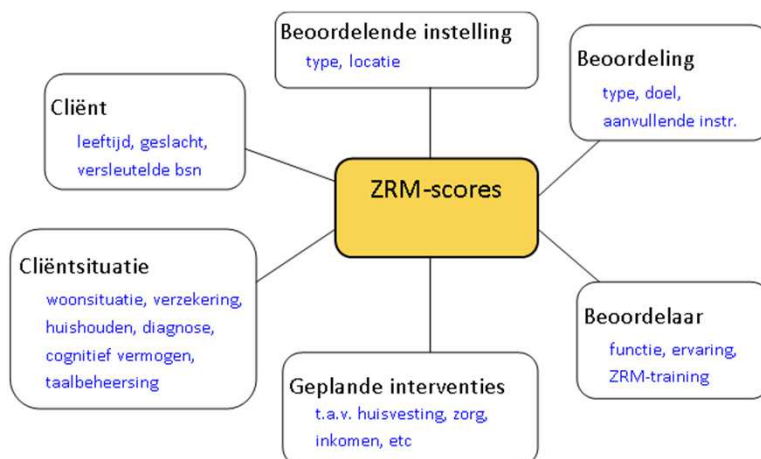 Beoordelende instelling
type, locatie
Beoordeling
type, doel,
aanvullende instr.
Cliënt
leeftijd, geslacht,
versleutelde bsn
ZRM-scores
Cliëntsituatie
woonsituatie, verzekering,
huishouden, diagnose,
cognitief vermogen,
taalbeheersing
Beoordelaar
functie, ervaring,
ZRM-training
Geplande interventies
t.a.v. huisvesting, zorg,
inkomen, etc